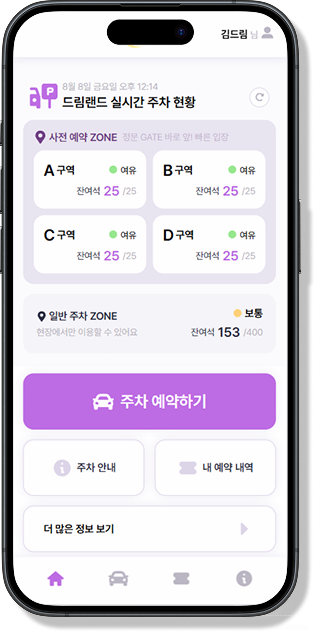 김드림 님
8월 8일 금요일 오후 12:14
드림랜드 실시간 주차 현황
사전 예약 ZONE 정문 GATE 바로 앞! 빠른 입장
A 구역 여유
잔여석 25 /25
B 구역 여유
잔여석 25 /25
C 구역 여유
잔여석 25 /25
D 구역 여유
잔여석 25 /25
일반 주차 ZONE 보통
현장에서만 이용할 수 있어요 잔여석 153 /400
주차 예약하기
주차 안내
내 예약 내역
더 많은 정보 보기